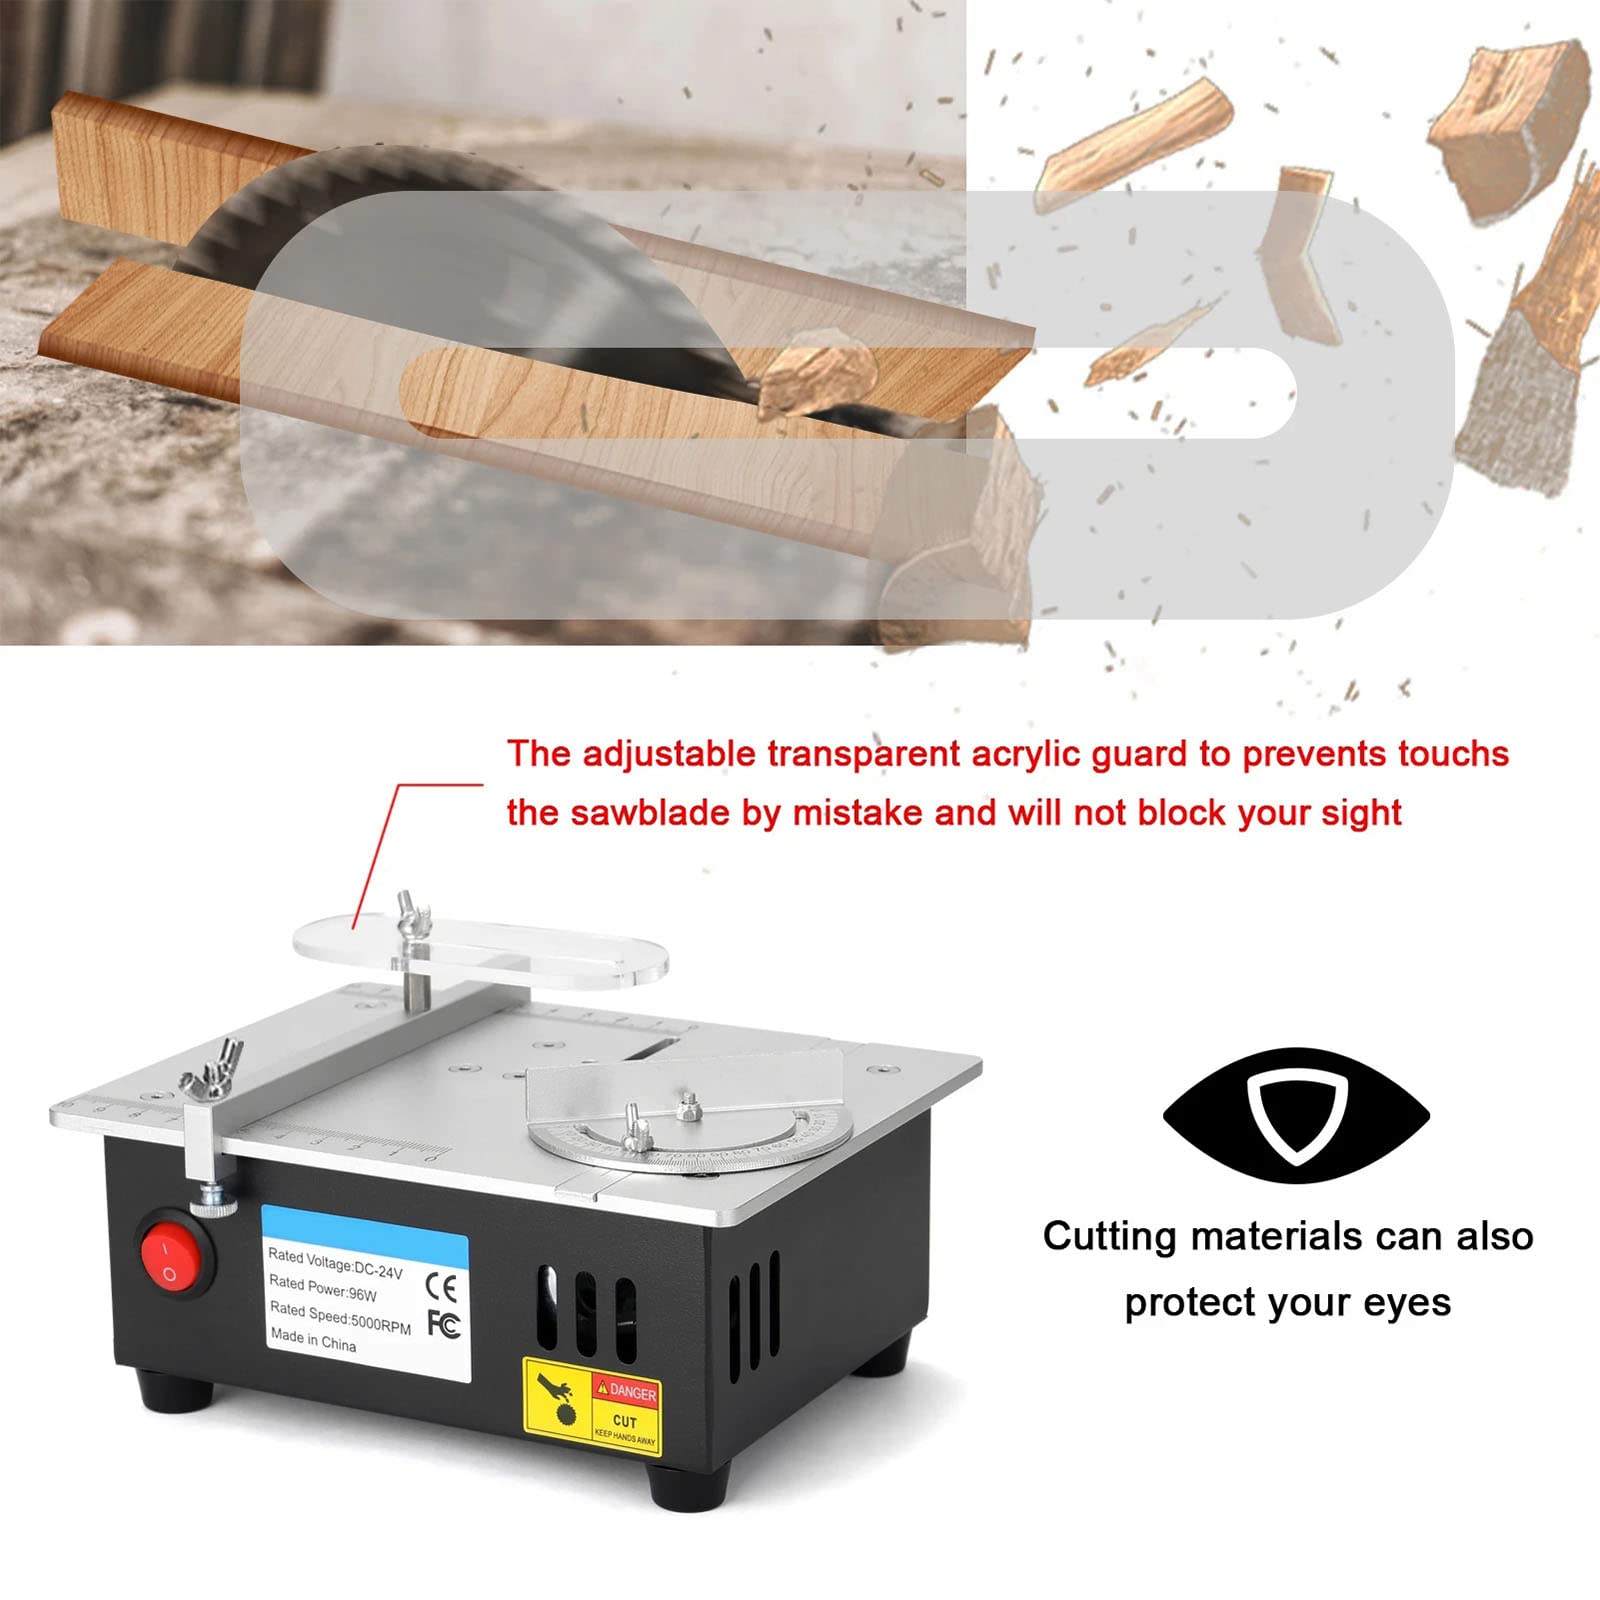 The adjustable transparent acrylic guard to prevents touchs
the sawblade by mistake and will not block your sight
Cutting materials can also
protect your eyes
Rated Voltage:DC-24V
Rated Power:96W
Rated Speed:5000RPM
Made in China
CE
FC
DANGER
CUT
KEEP HANDS AWAY